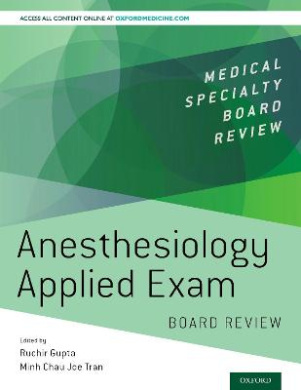 ACCESS ALL CONTENT ONLINE AT OXFORDMEDICINE.COM
MEDICAL
SPECIALTY
BOARD
REVIEW
Anesthesiology
Applied Exam
BOARD REVIEW
Edited by
Ruchir Gupta
Minh Chau Joe Tran
OXFORD